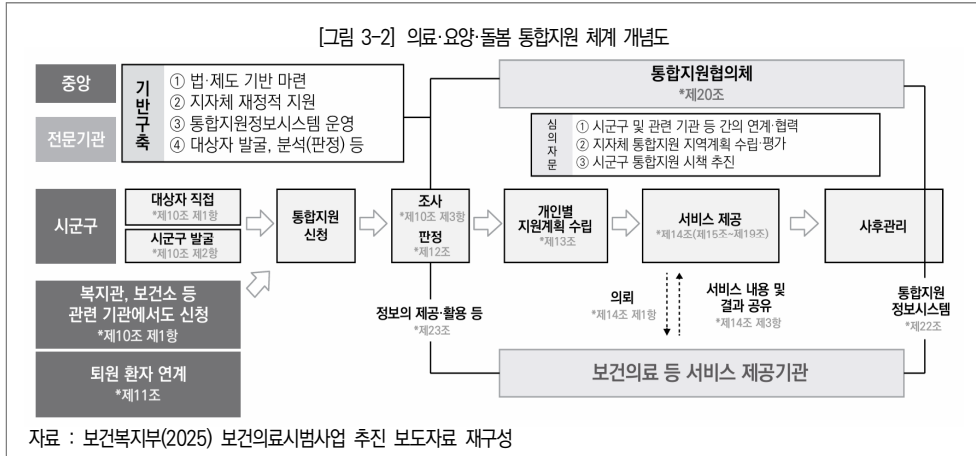 [그림 3-2] 의료·요양·돌봄 통합지원 체계 개념도
중앙
전문기관
기반구축
① 법·제도 기반 마련
② 지자체 재정적 지원
③ 통합지원정보시스템 운영
④ 대상자 발굴, 분석(판정) 등
통합지원협의체
*제20조
심의자문
① 시군구 및 관련 기관 등 간의 연계·협력
② 지자체 통합지원 지역계획 수립·평가
③ 시군구 통합지원 시책 추진
시군구
대상자 직접
*제10조 제1항
시군구 발굴
*제10조 제2항
통합지원
신청
조사
*제10조 제3항
판정
*제12조
개인별
지원계획 수립
*제13조
서비스 제공
*제14조(제15조~제19조)
사후관리
복지관, 보건소 등
관련 기관에서도 신청
*제10조 제1항
퇴원 환자 연계
*제11조
정보의 제공·활용 등
*제23조
의뢰
*제14조 제1항
서비스 내용 및
결과 공유
*제14조 제3항
통합지원
정보시스템
*제22조
보건의료 등 서비스 제공기관
자료 : 보건복지부(2025) 보건의료시범사업 추진 보도자료 재구성